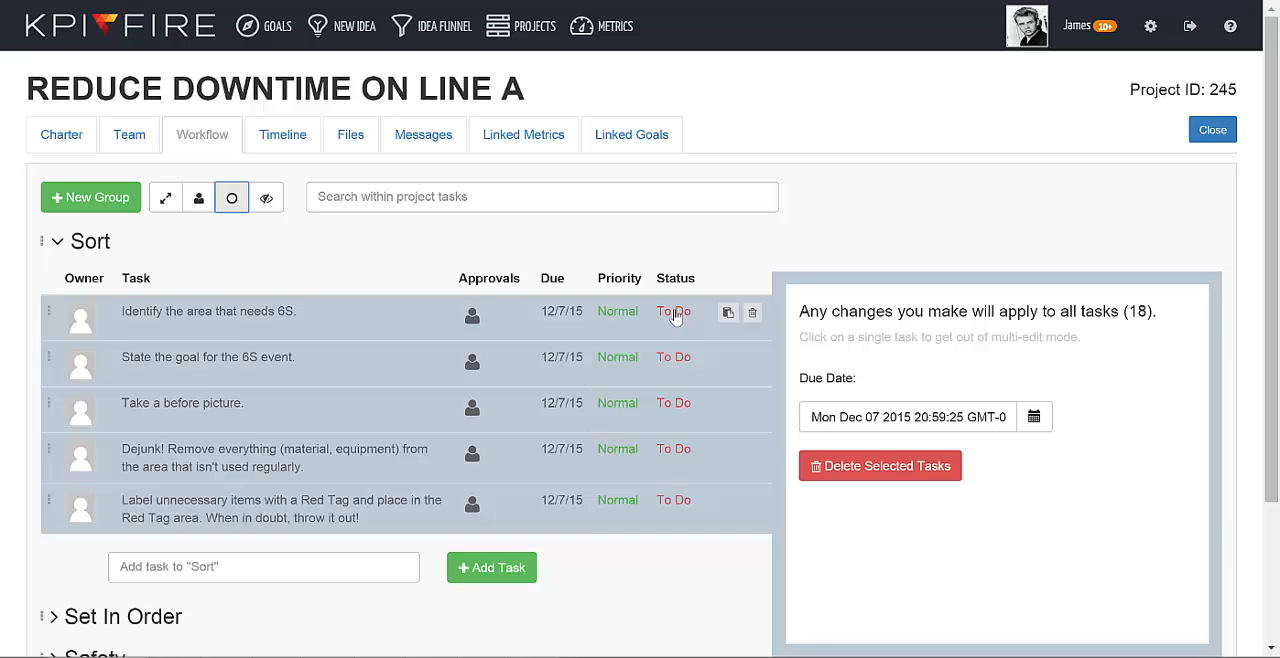 KPI FIRE GOALS NEW IDEA IDEA FUNNEL PROJECTS METRICS James 10+
REDUCE DOWNTIME ON LINE A
Project ID: 245
Charter Team Workflow Timeline Files Messages Linked Metrics Linked Goals
Close
+ New Group
Search within project tasks
Sort
Owner Task Approvals Due Priority Status
Identify the area that needs 6S. 12/7/15 Normal To Do
State the goal for the 6S event. 12/7/15 Normal To Do
Take a before picture. 12/7/15 Normal To Do
Dejunk! Remove everything (material, equipment) from 12/7/15 Normal To Do
the area that isn't used regularly.
Label unnecessary items with a Red Tag and place in the 12/7/15 Normal To Do
Red Tag area. When in doubt, throw it out!
Add task to "Sort"
+ Add Task
Set In Order
Safety
Any changes you make will apply to all tasks (18).
Click on a single task to get out of multi-edit mode.
Due Date:
Mon Dec 07 2015 20:59:25 GMT-0
Delete Selected Tasks